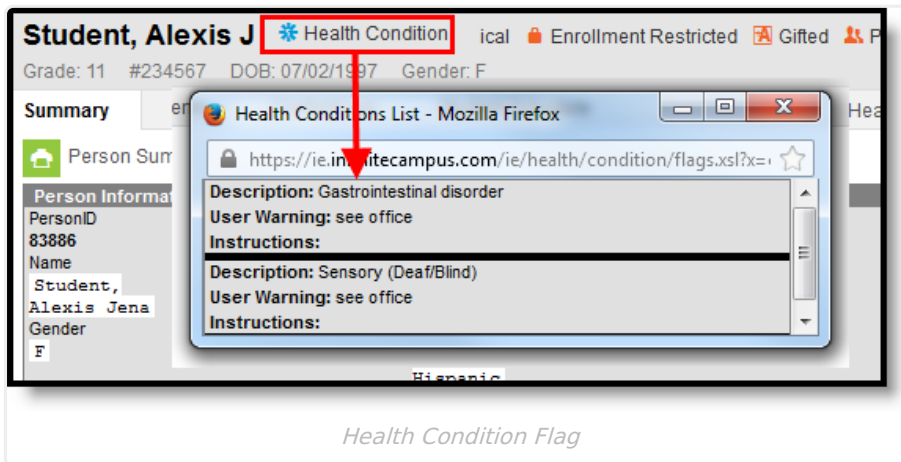 Student, Alexis J Health Condition ical Enrollment Restricted Gifted P
Grade: 11 #234567 DOB: 07/02/1997 Gender: F
Summary
Health Conditions List - Mozilla Firefox
Hea
Person Sum
https://ie.in itecampus.com/ie/health/condition/flags.xsl?x=
Person Informat
PersonID
83886
Name
Student,
Alexis Jena
Gender
F
Description: Gastrointestinal disorder
User Warning: see office
Instructions:
Description: Sensory (Deaf/Blind)
User Warning: see office
Instructions:
Hispanic
Health Condition Flag